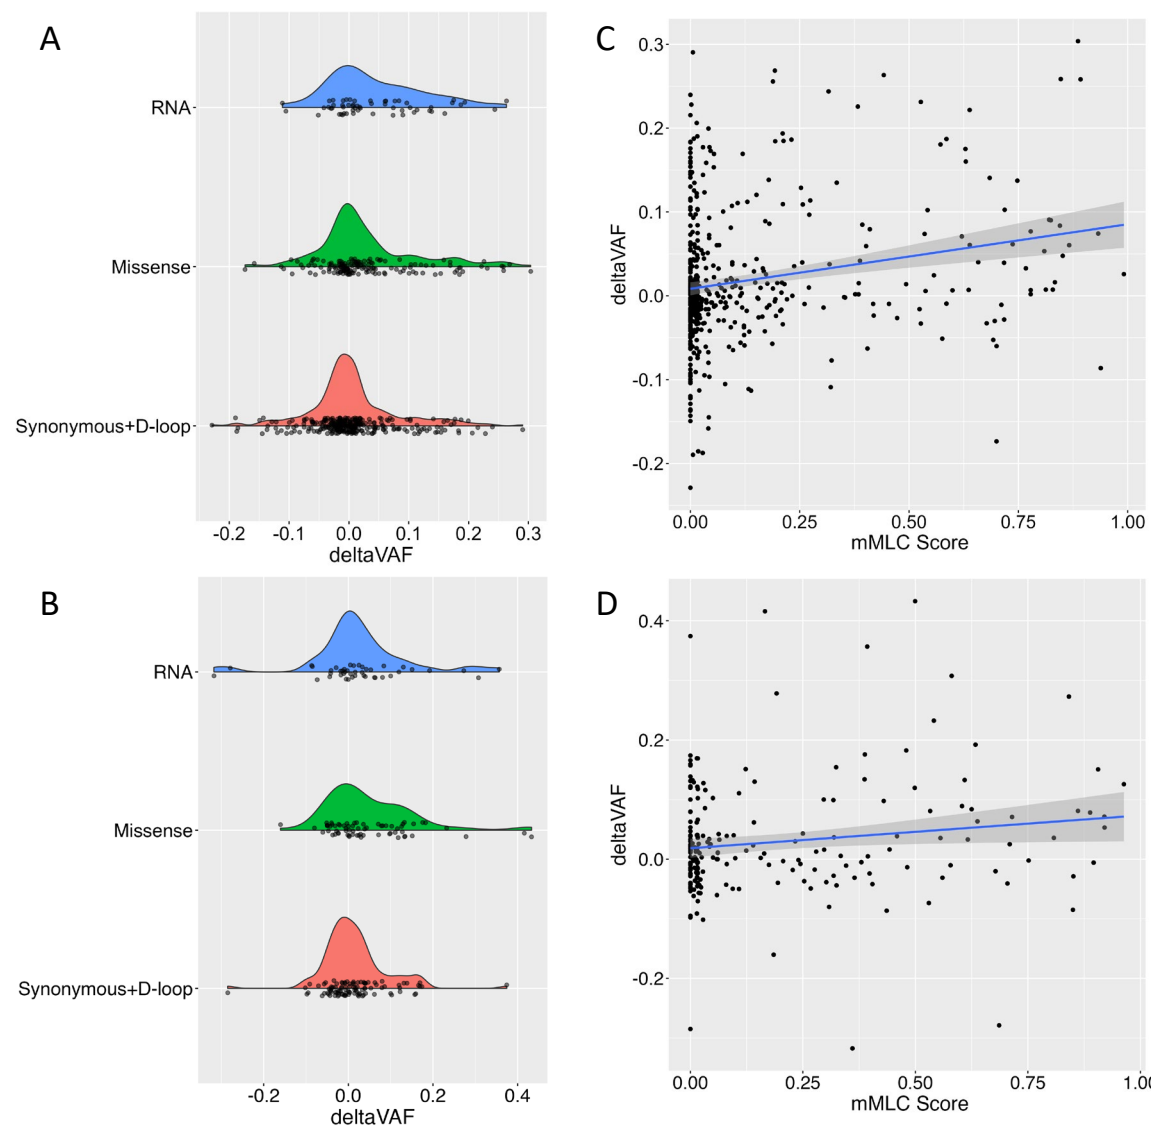 A
RNA
Missense
Synonymous+D-loop
-0.2 -0.1 0.0 0.1 0.2 0.3
deltaVAF
C
0.3
0.2
0.1
0.0
-0.1
-0.2
deltaVAF
0.00 0.25 0.50 0.75 1.00
mMLC Score
B
RNA
Missense
Synonymous+D-loop
-0.2 0.0 0.2 0.4
deltaVAF
D
0.4
0.2
0.0
-0.2
deltaVAF
0.00 0.25 0.50 0.75 1.00
mMLC Score